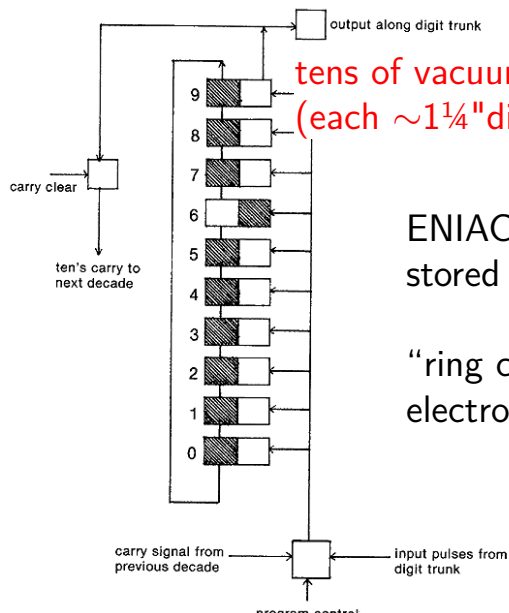 output along digit trunk
tens of vacuum
(each ~1¼"di
9
8
7
carry clear
6
ENIAC
stored
ten's carry to
next decade
5
4
3
"ring c
electro
2
1
0
carry signal from
previous decade
input pulses from
digit trunk
program control